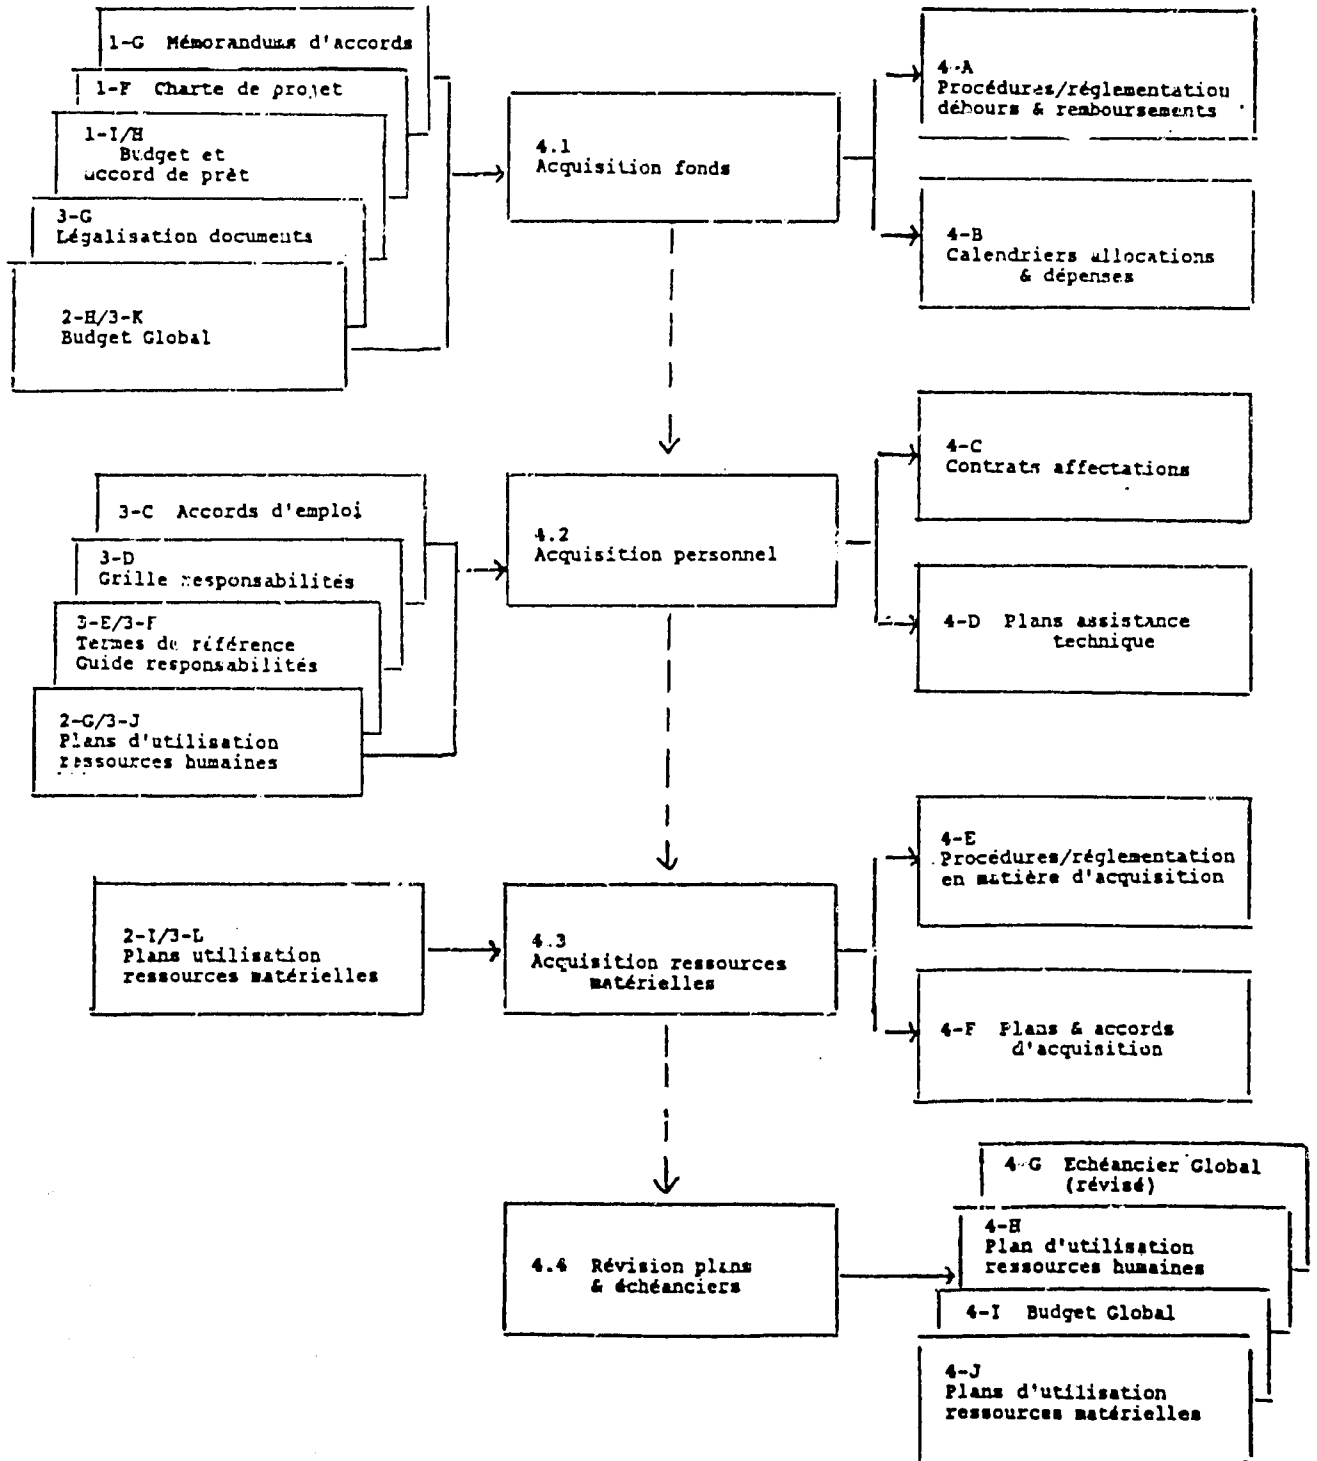 1-G Mémorandums d'accords
1-F Charte de projet
1-I/H
Budget et
accord de prêt
3-G
Légalisation documents
2-H/3-K
Budget Global
4.1
Acquisition fonds
4-A
Procédures/réglementation
débours & remboursements
4-B
Calendriers allocations
& dépenses
3-C Accords d'emploi
3-D
Grille responsabilités
3-E/3-F
Termes de référence
Guide responsabilités
2-G/3-J
Plans d'utilisation
ressources humaines
4.2
Acquisition personnel
4-C
Contrats affectations
4-D Plans assistance
technique
2-I/3-L
Plans utilisation
ressources matérielles
4.3
Acquisition ressources
matérielles
4-E
Procédures/réglementation
en matière d'acquisition
4-F Plans & accords
d'acquisition
4.4 Révision plans
& échéanciers
4-G Echéancier Global
(révisé)
4-H
Plan d'utilisation
ressources humaines
4-I Budget Global
4-J
Plans d'utilisation
ressources matérielles